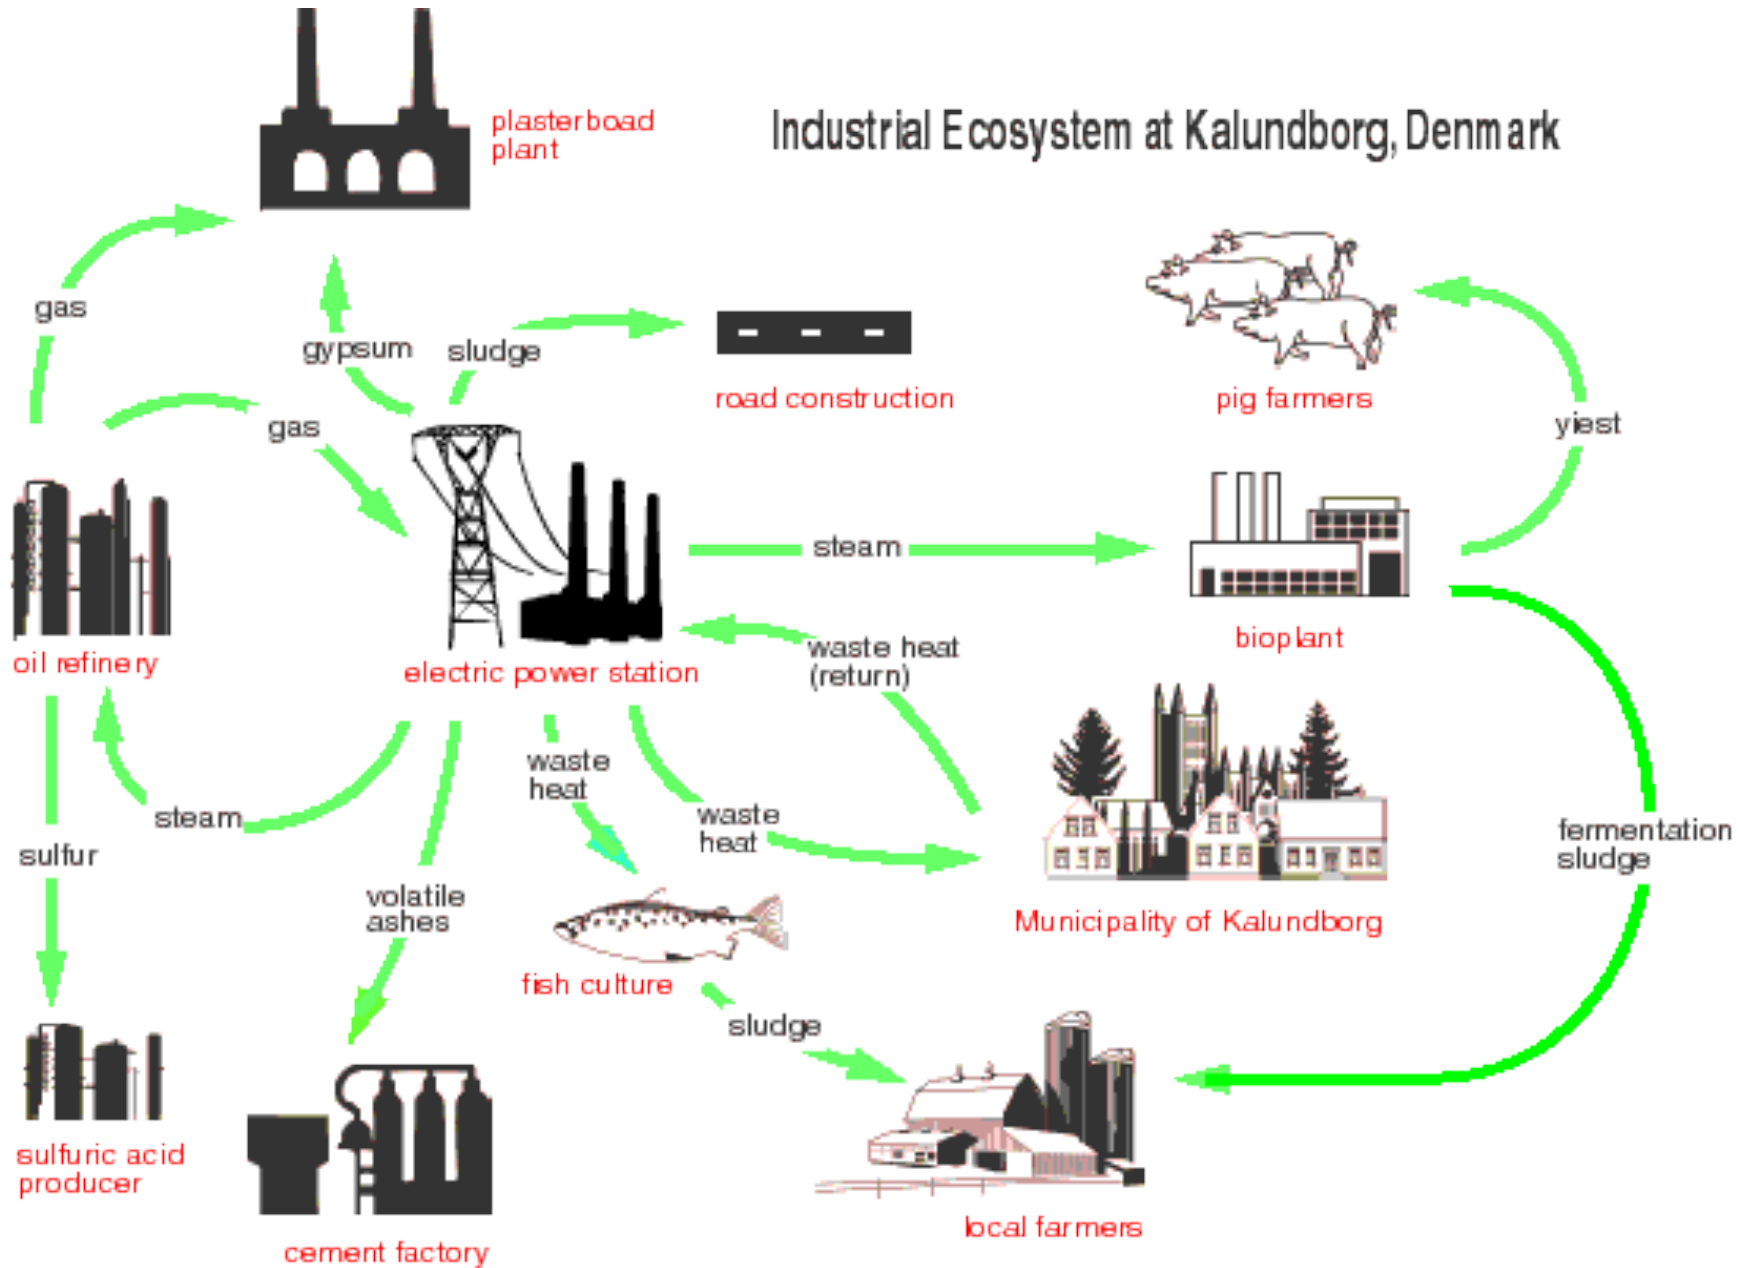 Industrial Ecosystem at Kalundborg, Denmark
plasterboad
plant
gas
gypsum
sludge
road construction
pig farmers
gas
yiest
steam
oil refinery
electric power station
waste heat
(return)
bioplant
steam
waste
heat
waste
heat
sulfur
fermentation
sludge
volatile
ashes
Municipality of Kalundborg
fish culture
sludge
sulfuric acid
producer
cement factory
local farmers